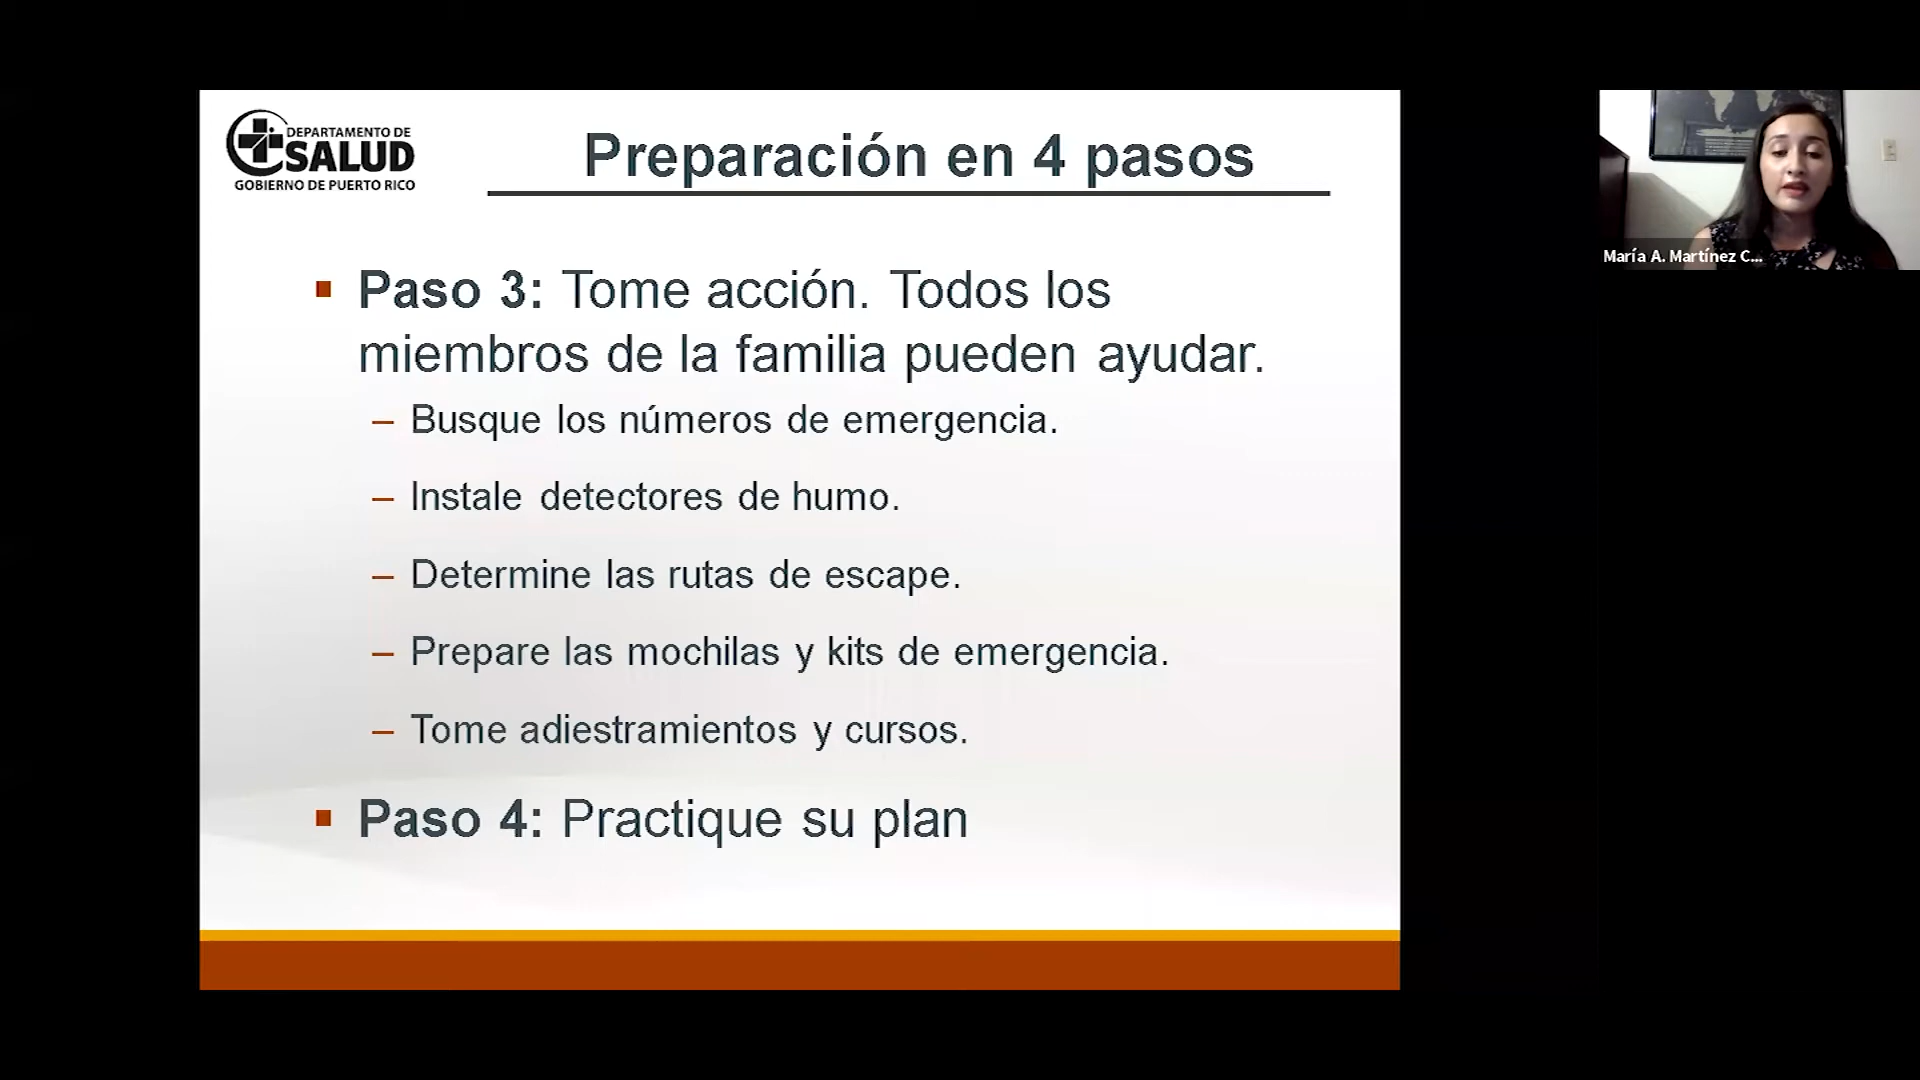 DEPARTAMENTO DE
SALUD
GOBIERNO DE PUERTO RICO
Preparación en 4 pasos
▪ Paso 3: Tome acción. Todos los
miembros de la familia pueden ayudar.
– Busque los números de emergencia.
– Instale detectores de humo.
– Determine las rutas de escape.
– Prepare las mochilas y kits de emergencia.
– Tome adiestramientos y cursos.
▪ Paso 4: Practique su plan
María A. Martínez C...